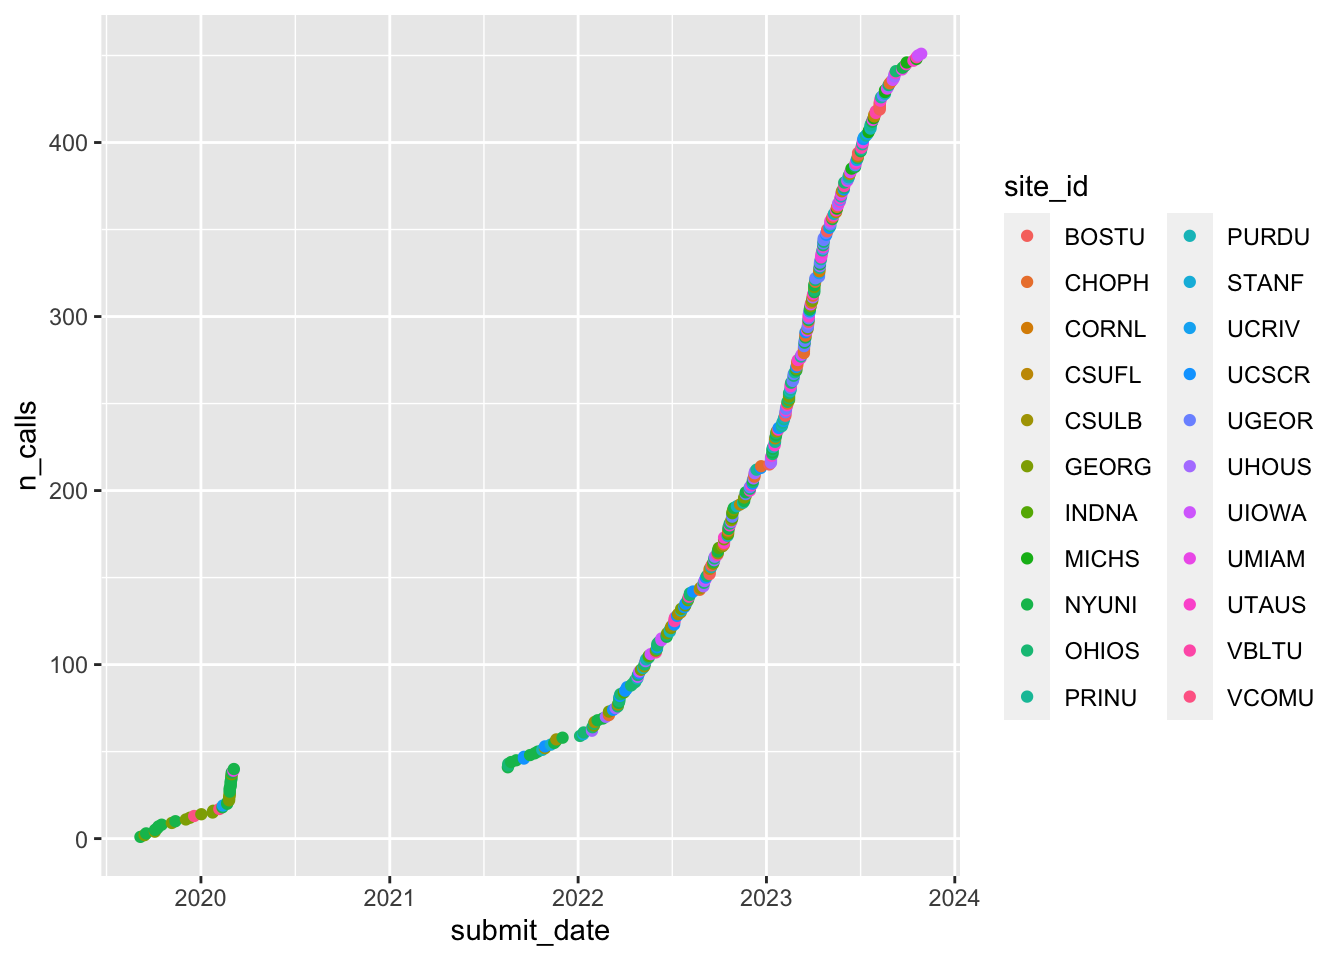 n_calls
400
300
200
100
0
2020 2021 2022 2023 2024
submit_date
site_id
BOSTU PURDU
CHOPH STANF
CORNL UCRIV
CSUFL UCSCR
CSULB UGEOR
GEORG UHOUS
INDNA UIOWA
MICHS UMIAM
NYUNI UTAUS
OHIOS VBLTU
PRINU VCOMU